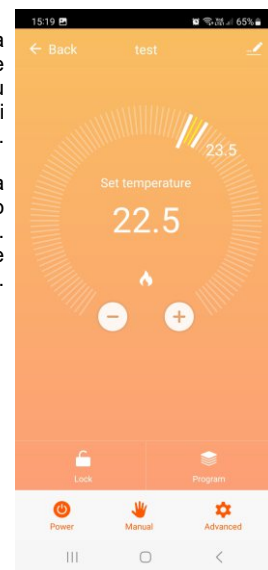 15:19 65%
← Back test
23.5
Set temperature
22.5
− +
Lock Program
Power Manual Advanced